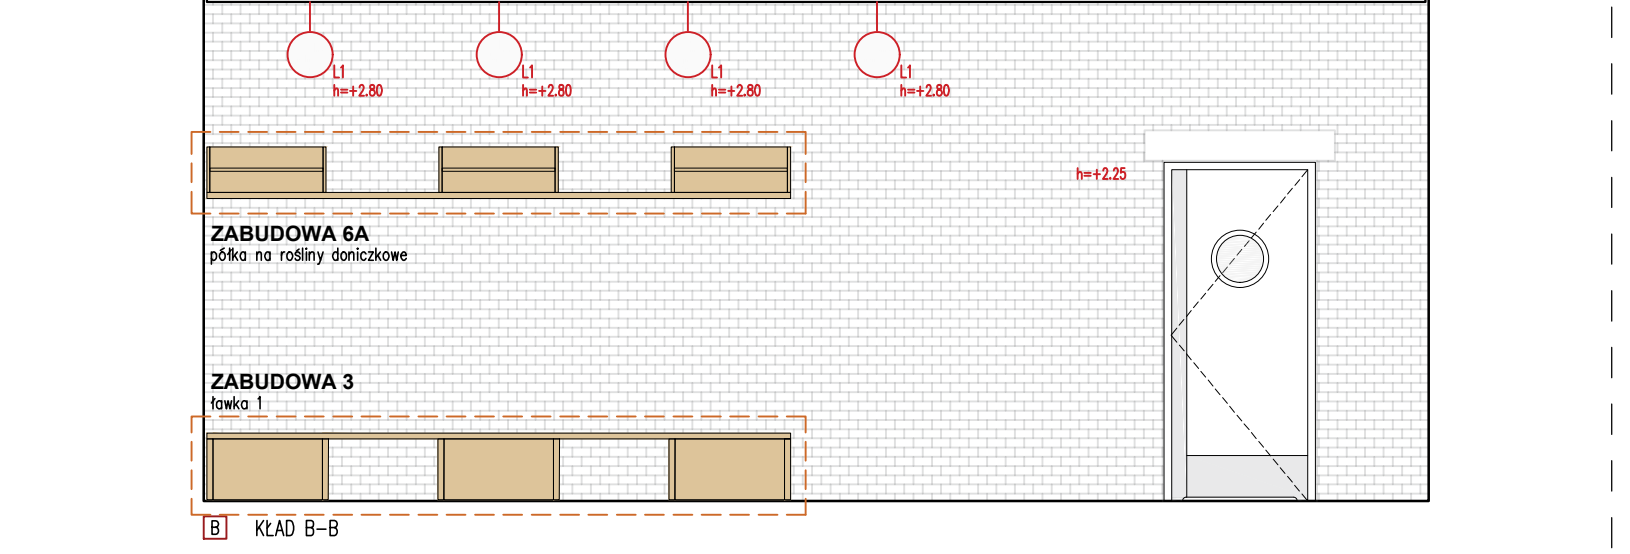 L1
h=+2.80
L1
h=+2.80
L1
h=+2.80
L1
h=+2.80
h=+2.25
ZABUDOWA 6A
półka na rośliny doniczkowe
ZABUDOWA 3
ławka 1
B KŁAD B-B